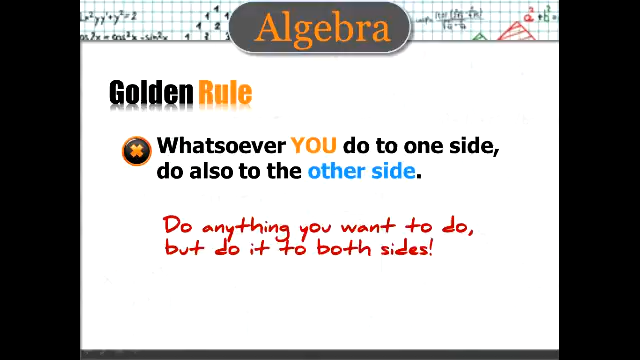 Algebra
Golden Rule
Whatsoever YOU do to one side,
do also to the other side.
Do anything you want to do,
but do it to both sides!